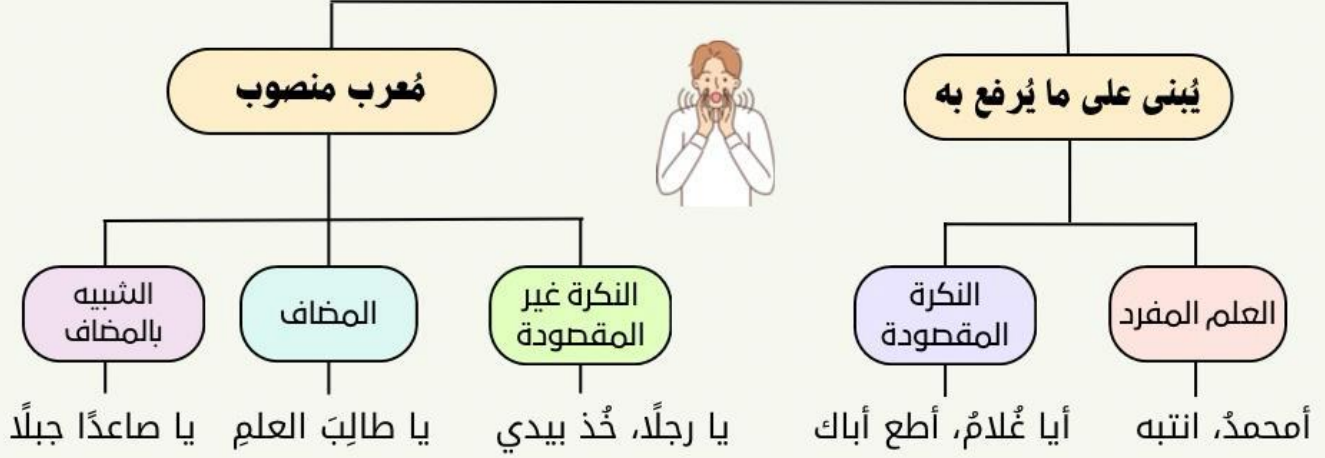 يُبنى على ما يُرفع به
مُعرب منصوب
العلم المفرد
النكرة
المقصودة
النكرة غير
المقصودة
المضاف
الشبيه
بالمضاف
أمحمدُ، انتبه
أيا غُلامُ، أطع أباك
يا رجلًا، خُذ بيدي
يا طالِبَ العلمِ
يا صاعدًا جبلًا